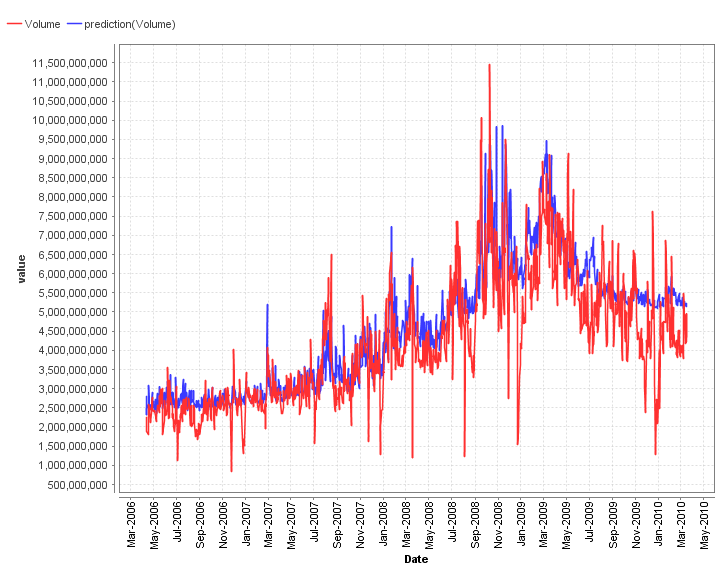 Volume prediction(Volume)
11,500,000,000
11,000,000,000
10,500,000,000
10,000,000,000
9,500,000,000
9,000,000,000
8,500,000,000
8,000,000,000
7,500,000,000
7,000,000,000
6,500,000,000
6,000,000,000
5,500,000,000
5,000,000,000
4,500,000,000
4,000,000,000
3,500,000,000
3,000,000,000
2,500,000,000
2,000,000,000
1,500,000,000
1,000,000,000
500,000,000
value
Mar-2006
May-2006
Jul-2006
Sep-2006
Nov-2006
Jan-2007
Mar-2007
May-2007
Jul-2007
Sep-2007
Nov-2007
Jan-2008
Mar-2008
May-2008
Jul-2008
Sep-2008
Nov-2008
Jan-2009
Mar-2009
May-2009
Jul-2009
Sep-2009
Nov-2009
Jan-2010
Mar-2010
May-2010
Date